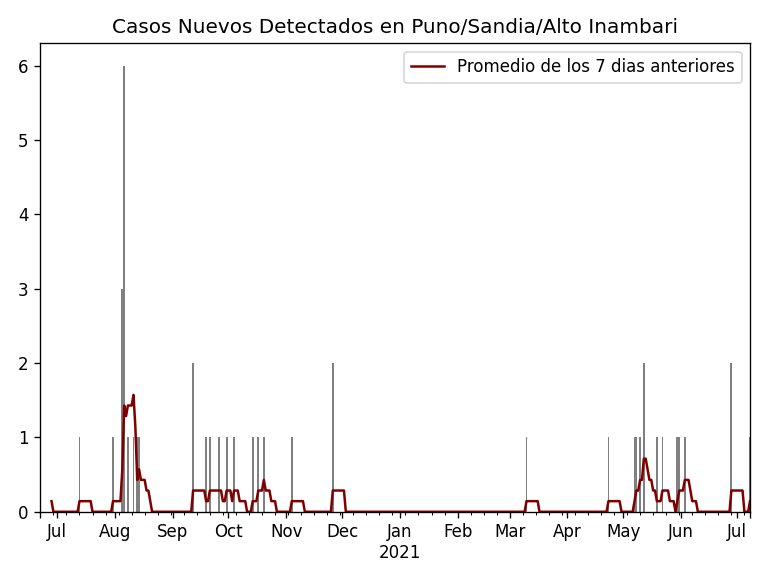 Casos Nuevos Detectados en Puno/Sandia/Alto Inambari
Promedio de los 7 dias anteriores
6
5
4
3
2
1
0
Jul Aug Sep Oct Nov Dec Jan Feb Mar Apr May Jun Jul
2021